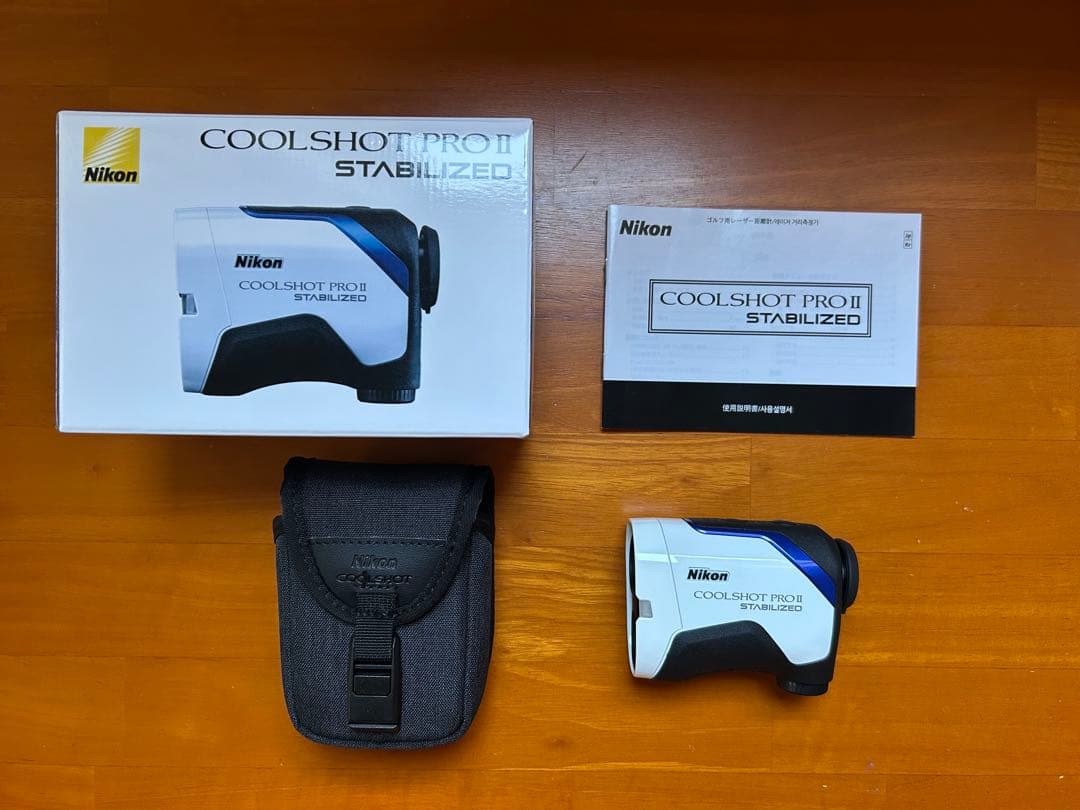 Nikon
COOLSHOT PRO II
STABILIZED
Nikon
COOLSHOT PRO II
STABILIZED
Nikon
ゴルフ用レーザー距離計/레이저 거리측정기
COOLSHOT PRO II
STABILIZED
使用説明書/사용설명서
Nikon
COOLSHOT
Nikon
COOLSHOT PRO II
STABILIZED